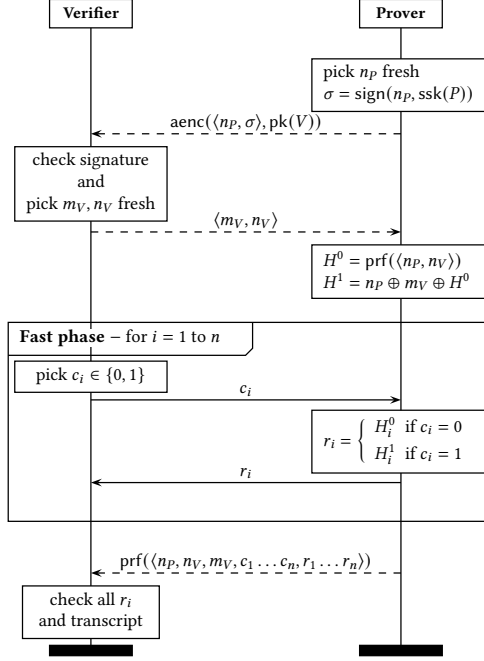 Verifier
Prover
pick n_P fresh
σ = sign(n_P, ssk(P))
aenc(⟨n_P, σ⟩, pk(V))
check signature
and
pick m_V, n_V fresh
⟨m_V, n_V⟩
H^0 = prf(⟨n_P, n_V⟩)
H^1 = n_P ⊕ m_V ⊕ H^0
Fast phase – for i = 1 to n
pick c_i ∈ {0, 1}
c_i
r_i = { H_i^0 if c_i = 0
H_i^1 if c_i = 1
r_i
prf(⟨n_P, n_V, m_V, c_1 … c_n, r_1 … r_n⟩)
check all r_i
and transcript